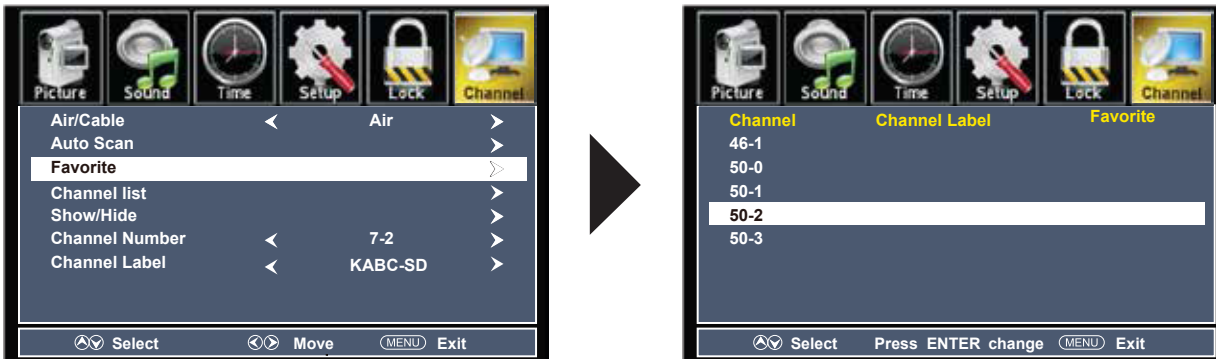 Picture Sound Time Setup Lock Channel
Air/Cable Air
Auto Scan
Favorite
Channel list
Show/Hide
Channel Number 7-2
Channel Label KABC-SD
Select Move MENU Exit
Picture Sound Time Setup Lock Channel
Channel Channel Label Favorite
46-1
50-0
50-1
50-2
50-3
Select Press ENTER change MENU Exit